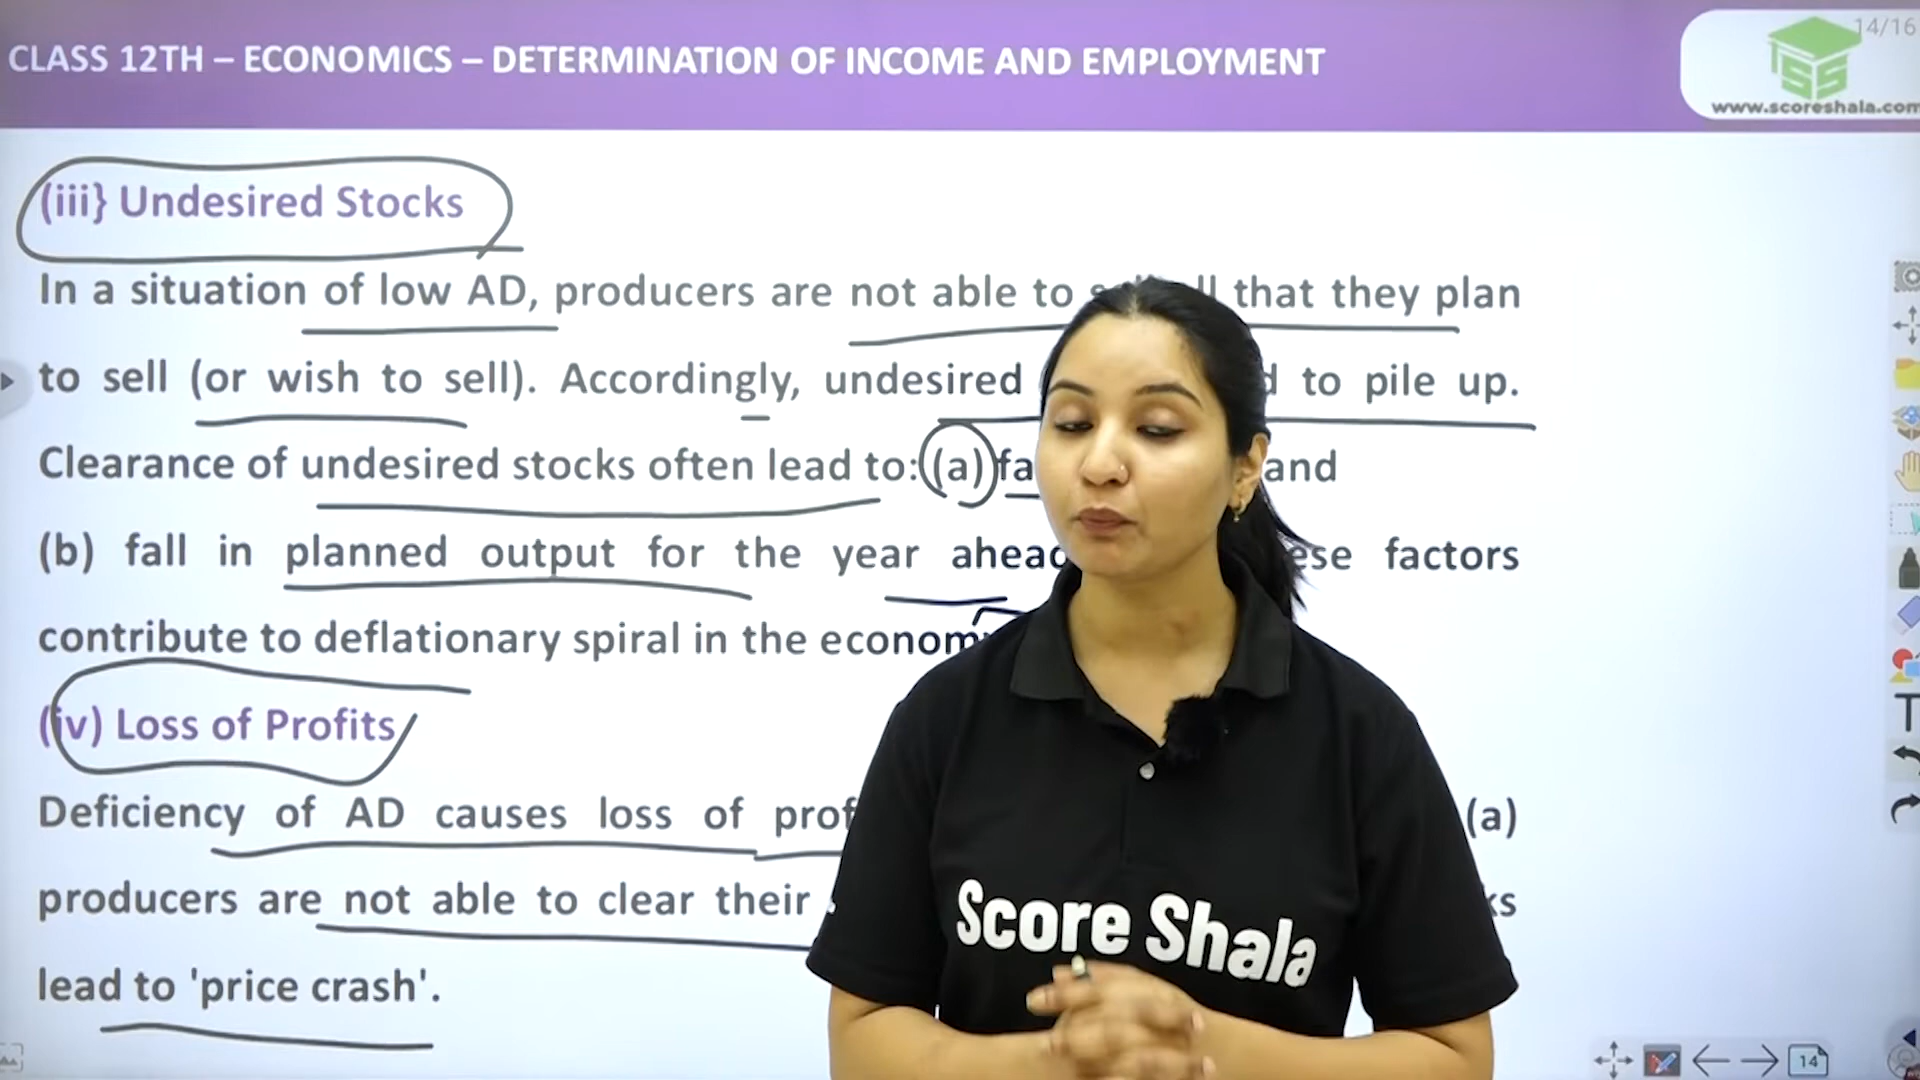 CLASS 12TH – ECONOMICS – DETERMINATION OF INCOME AND EMPLOYMENT
14/16
SS
www.scoreshala.com
(iii} Undesired Stocks
In a situation of low AD, producers are not able to that they plan
to sell (or wish to sell). Accordingly, undesired to pile up.
Clearance of undesired stocks often lead to: (a) and
(b) fall in planned output for the year ahead factors
contribute to deflationary spiral in the economy
(iv) Loss of Profits
Deficiency of AD causes loss of (a)
producers are not able to clear their
lead to 'price crash'.
Score Shala
T
14